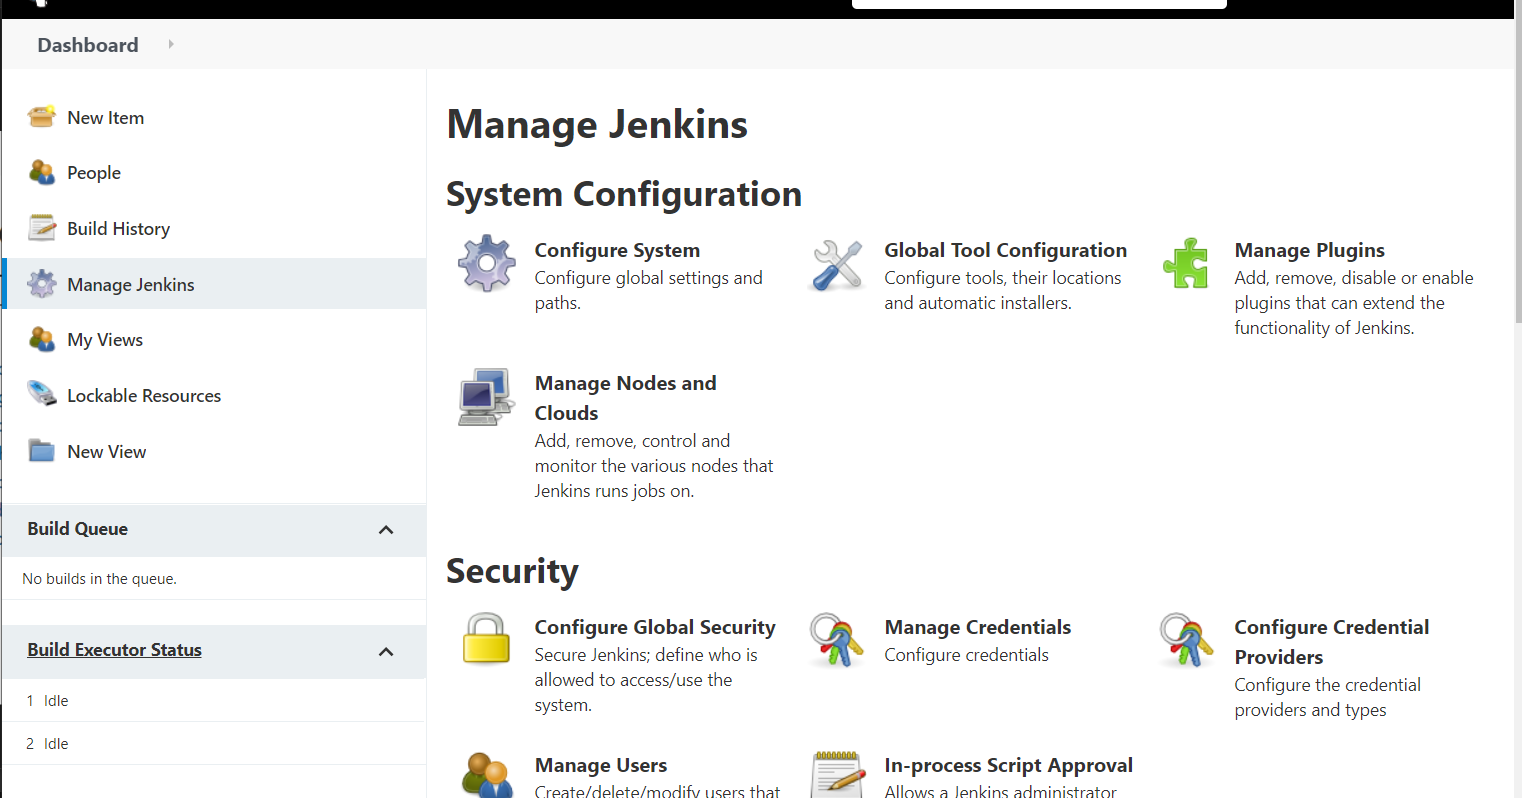 Dashboard
New Item
People
Build History
Manage Jenkins
My Views
Lockable Resources
New View
Build Queue
No builds in the queue.
Build Executor Status
1 Idle
2 Idle
Manage Jenkins
System Configuration
Configure System
Configure global settings and
paths.
Global Tool Configuration
Configure tools, their locations
and automatic installers.
Manage Plugins
Add, remove, disable or enable
plugins that can extend the
functionality of Jenkins.
Manage Nodes and
Clouds
Add, remove, control and
monitor the various nodes that
Jenkins runs jobs on.
Security
Configure Global Security
Secure Jenkins; define who is
allowed to access/use the
system.
Manage Credentials
Configure credentials
Configure Credential
Providers
Configure the credential
providers and types
Manage Users
Create/delete/modify users that
In-process Script Approval
Allows a Jenkins administrator